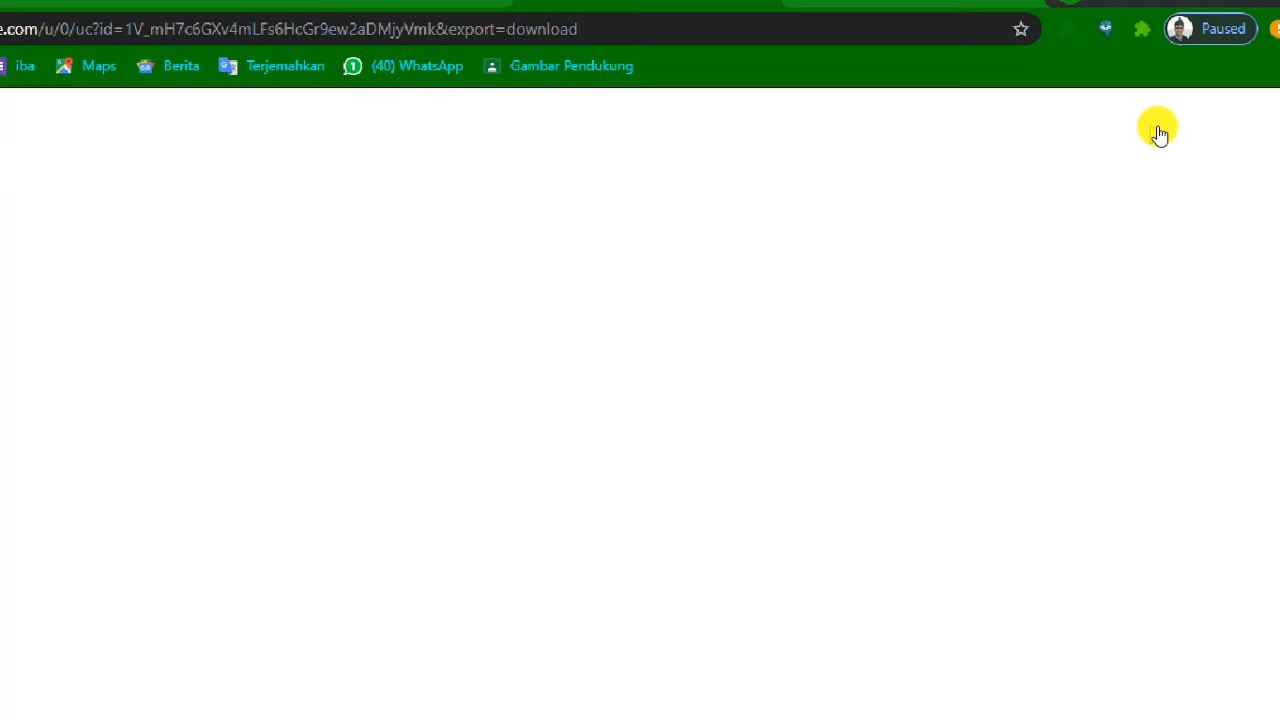 e.com/u/0/uc?id=1V_mH7c6GXv4mLFs6HcGr9ew2aDMjyVmk&export=download
Paused
iba Maps Berita Terjemahkan (40) WhatsApp Gambar Pendukung